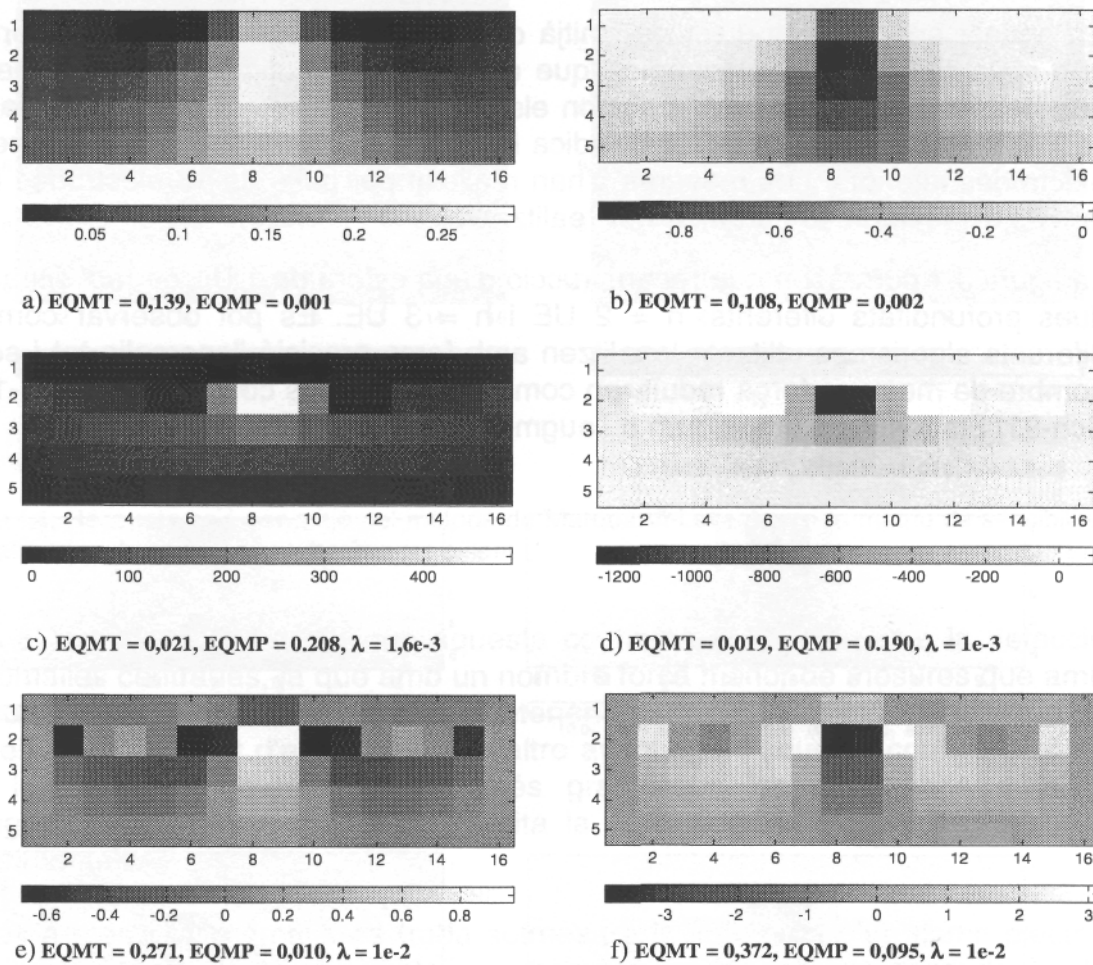 1
2
3
4
5
2 4 6 8 10 12 14 16
0.05 0.1 0.15 0.2 0.25
a) EQMT = 0,139, EQMP = 0,001
1
2
3
4
5
2 4 6 8 10 12 14 16
-0.8 -0.6 -0.4 -0.2 0
b) EQMT = 0,108, EQMP = 0,002
1
2
3
4
5
2 4 6 8 10 12 14 16
0 100 200 300 400
c) EQMT = 0,021, EQMP = 0.208, λ = 1,6e-3
1
2
3
4
5
2 4 6 8 10 12 14 16
-1200 -1000 -800 -600 -400 -200 0
d) EQMT = 0,019, EQMP = 0.190, λ = 1e-3
1
2
3
4
5
2 4 6 8 10 12 14 16
-0.6 -0.4 -0.2 0 0.2 0.4 0.6 0.8
e) EQMT = 0,271, EQMP = 0,010, λ = 1e-2
1
2
3
4
5
2 4 6 8 10 12 14 16
-3 -2 -1 0 1 2 3
f) EQMT = 0,372, EQMP = 0,095, λ = 1e-2